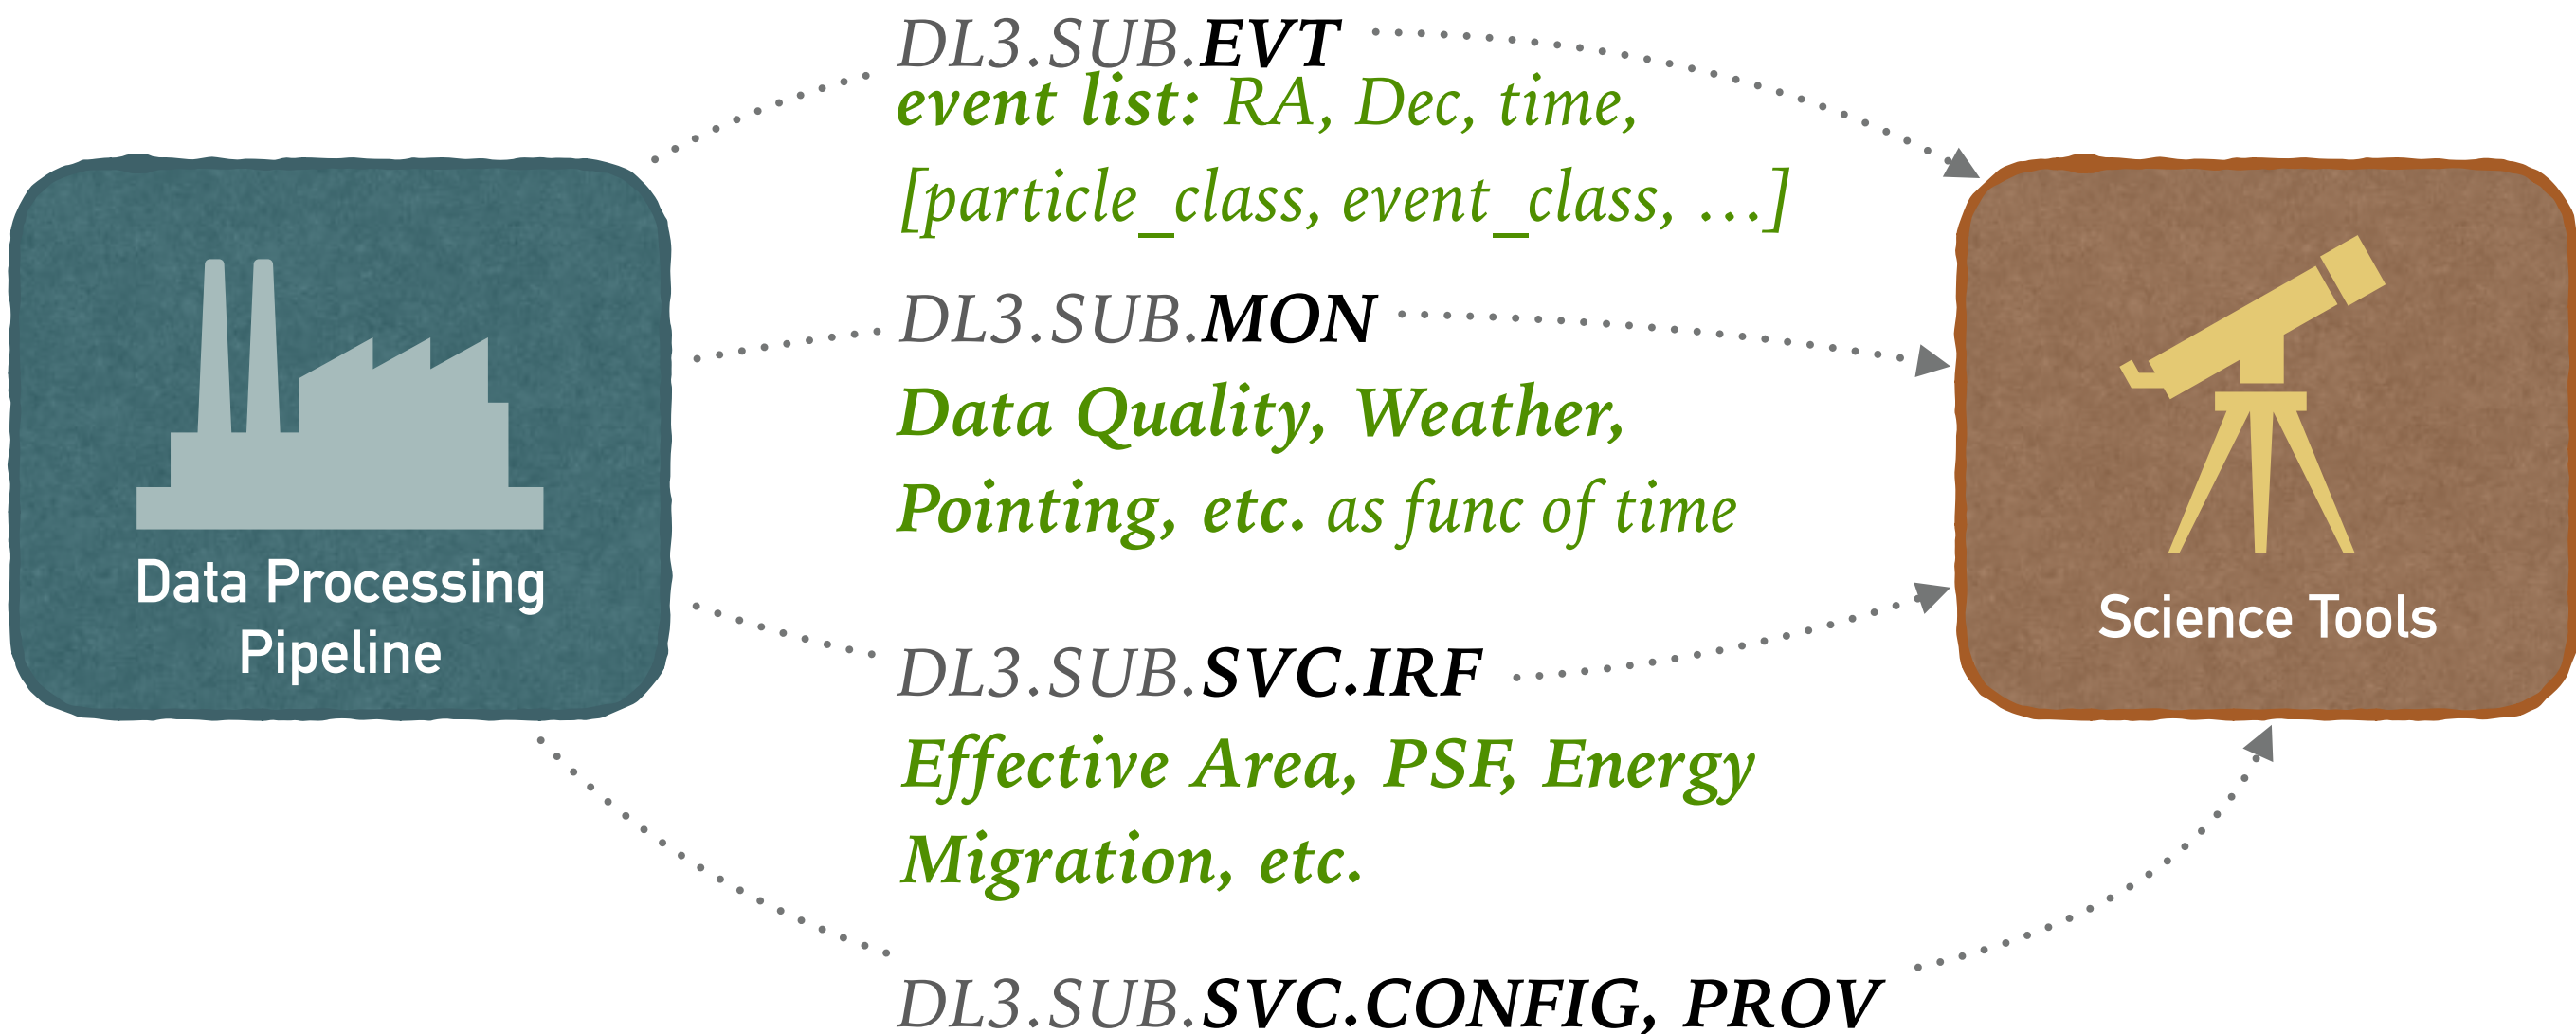 DL3.SUB.EVT
event list: RA, Dec, time,
[particle_class, event_class, …]
DL3.SUB.MON
Data Quality, Weather,
Pointing, etc. as func of time
Data Processing
Pipeline
Science Tools
DL3.SUB.SVC.IRF
Effective Area, PSF, Energy
Migration, etc.
DL3.SUB.SVC.CONFIG, PROV